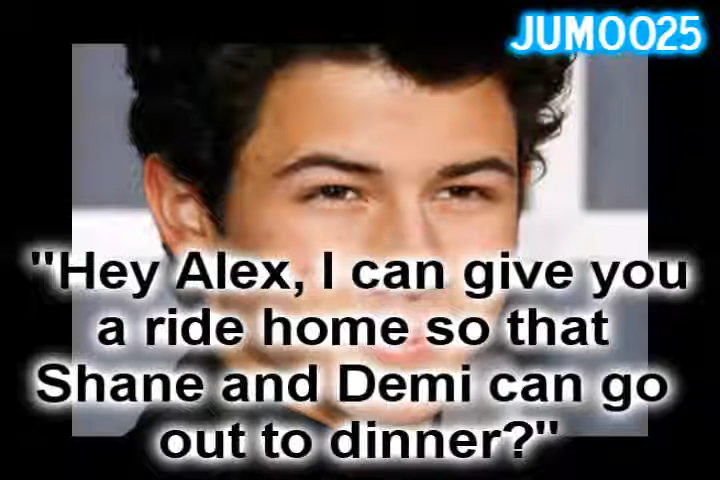 JUMO025
"Hey Alex, I can give you
a ride home so that
Shane and Demi can go
out to dinner?"